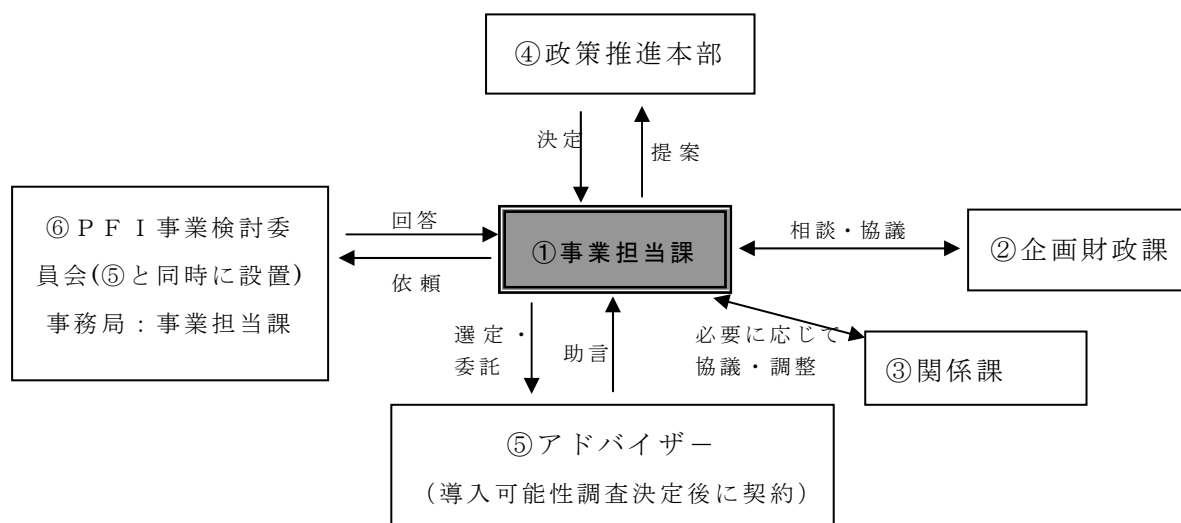 ④政策推進本部
決定
提案
⑥ＰＦＩ事業検討委
員会(⑤と同時に設置)
事務局：事業担当課
回答
依頼
①事業担当課
相談・協議
②企画財政課
選定・
委託
助言
必要に応じて
協議・調整
③関係課
⑤アドバイザー
（導入可能性調査決定後に契約）